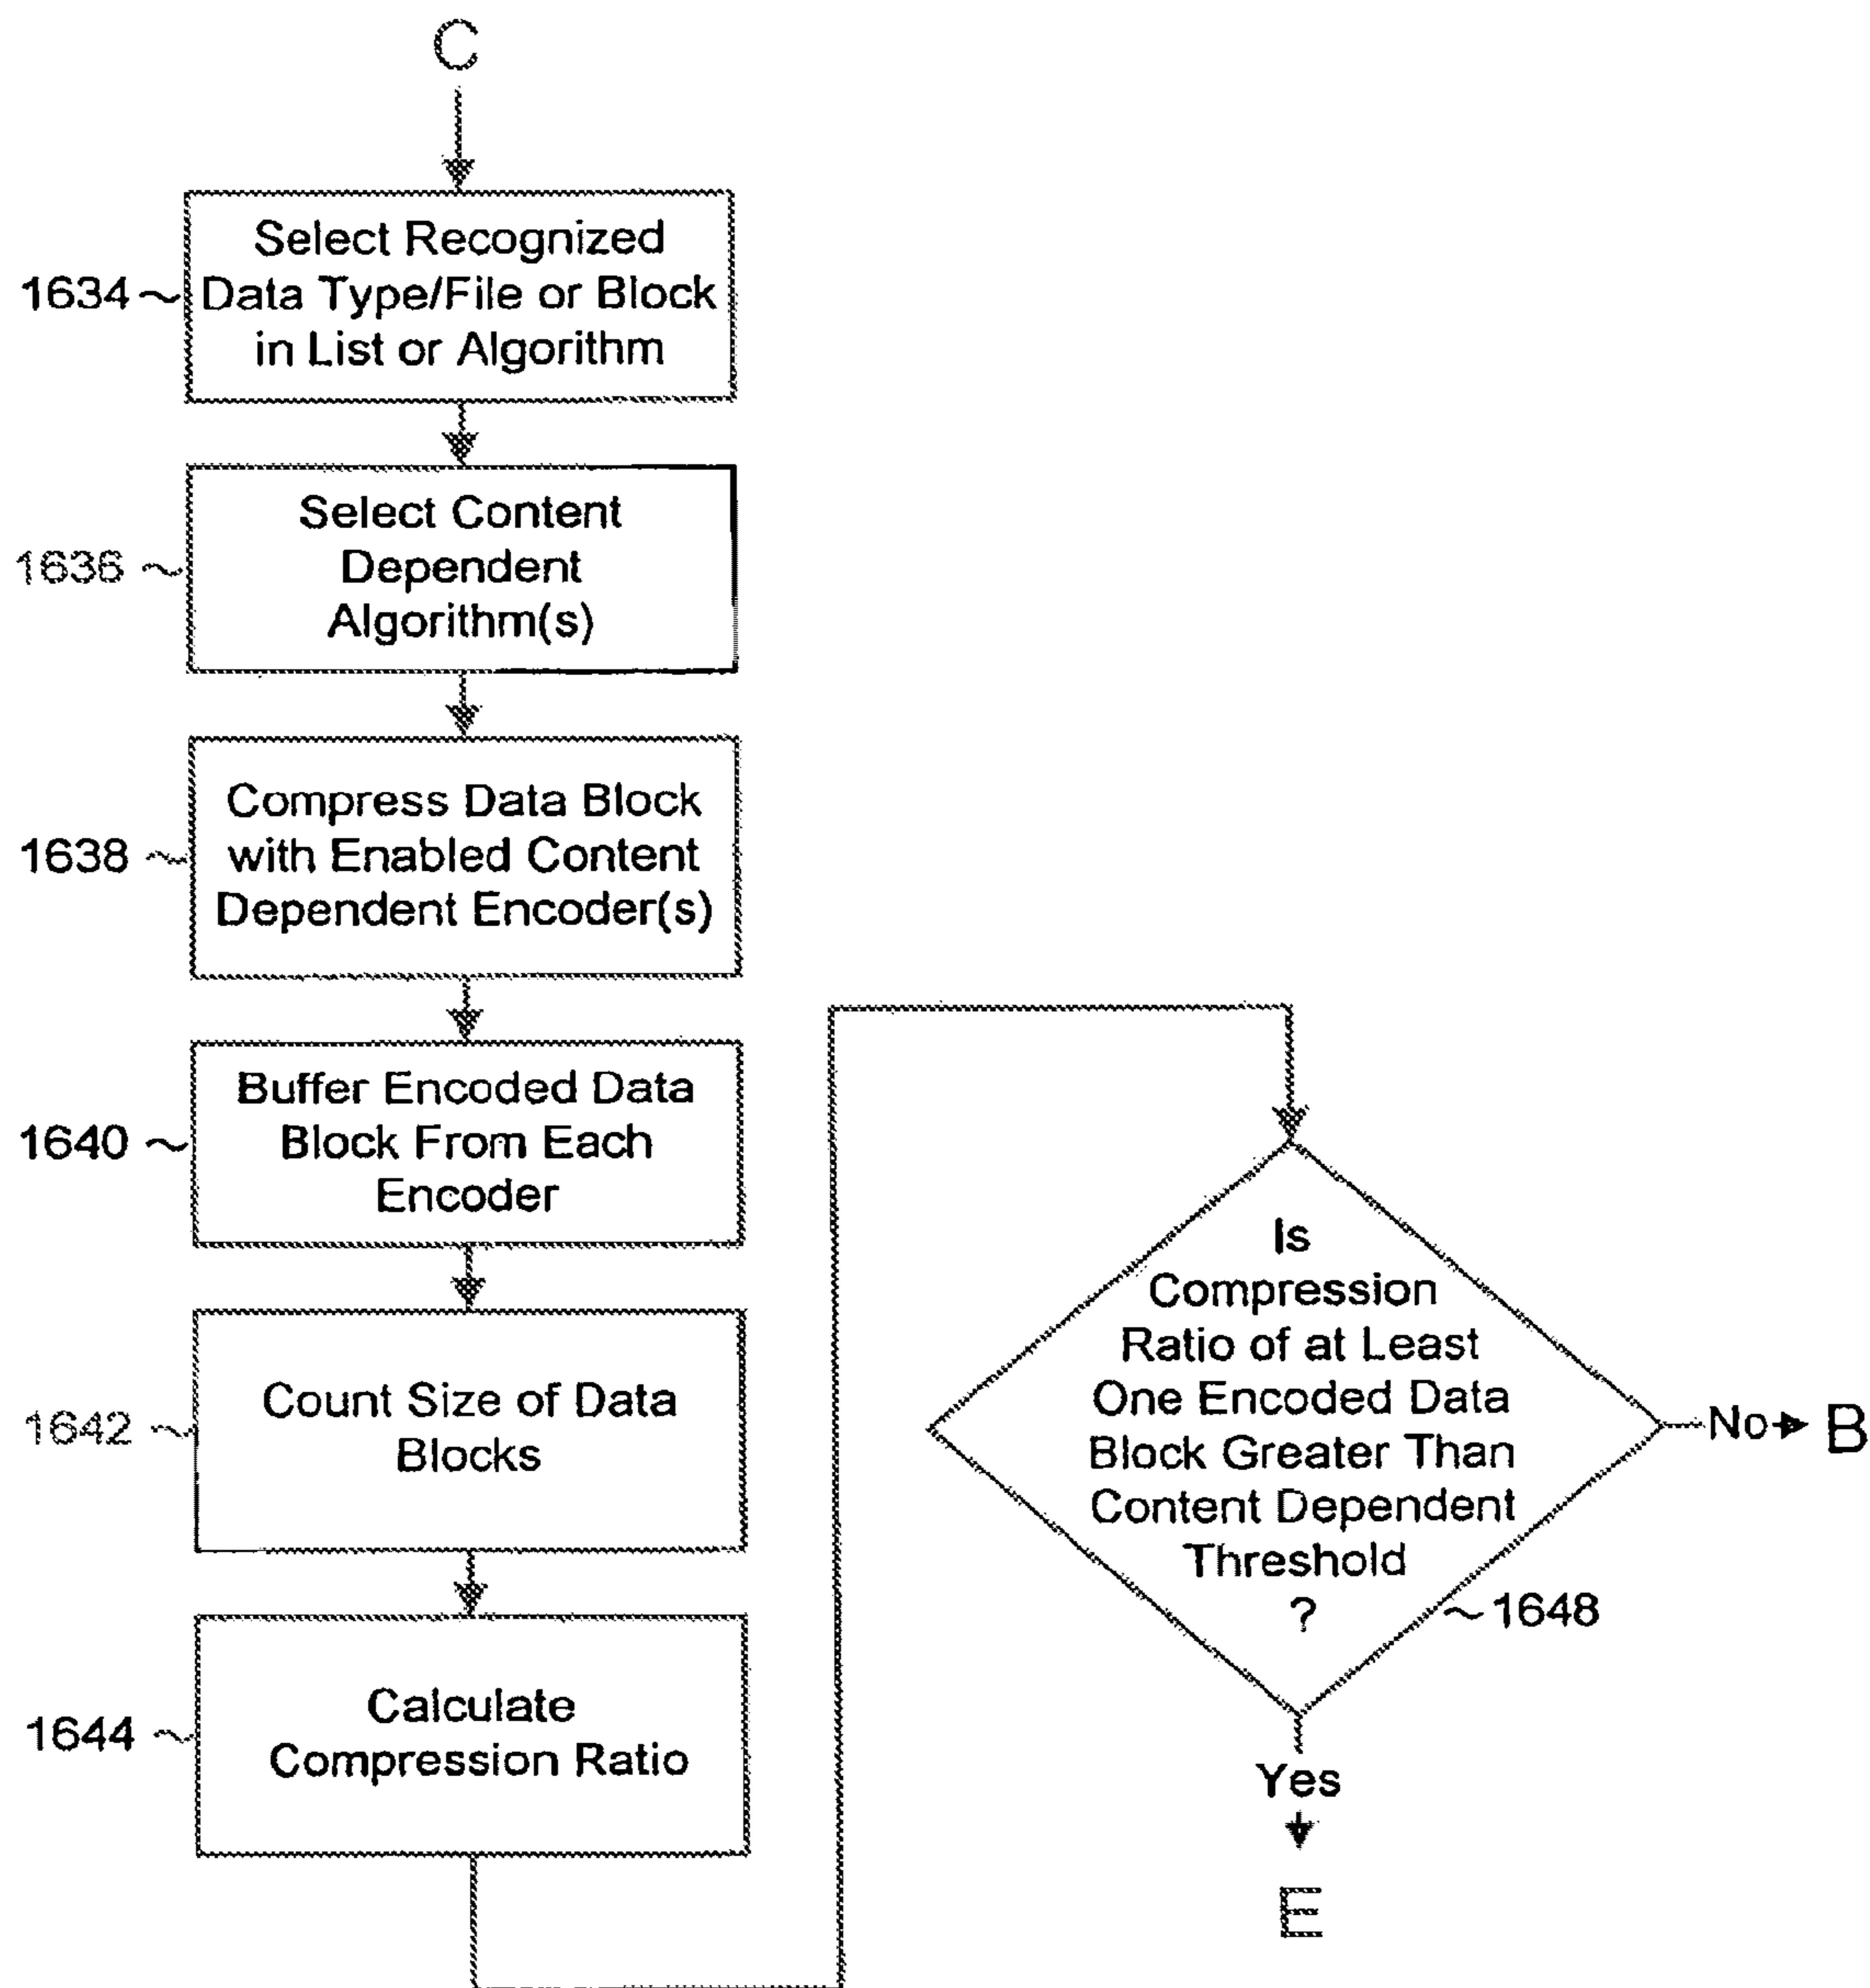 C
Select Recognized
1634
Data Type/File or Block
in List or Algorithm
Select Content
1636
Dependent
Algorithm(s)
Compress Data Block
1638
with Enabled Content
Dependent Encoder(s)
Buffer Encoded Data
1640
Block From Each
Encoder
1642
Count Size of Data
Blocks
1644
Calculate
Compression Ratio
Is
Compression
Ratio of at Least
One Encoded Data
Block Greater Than
Content Dependent
Threshold
?
1648
No
B
Yes
E